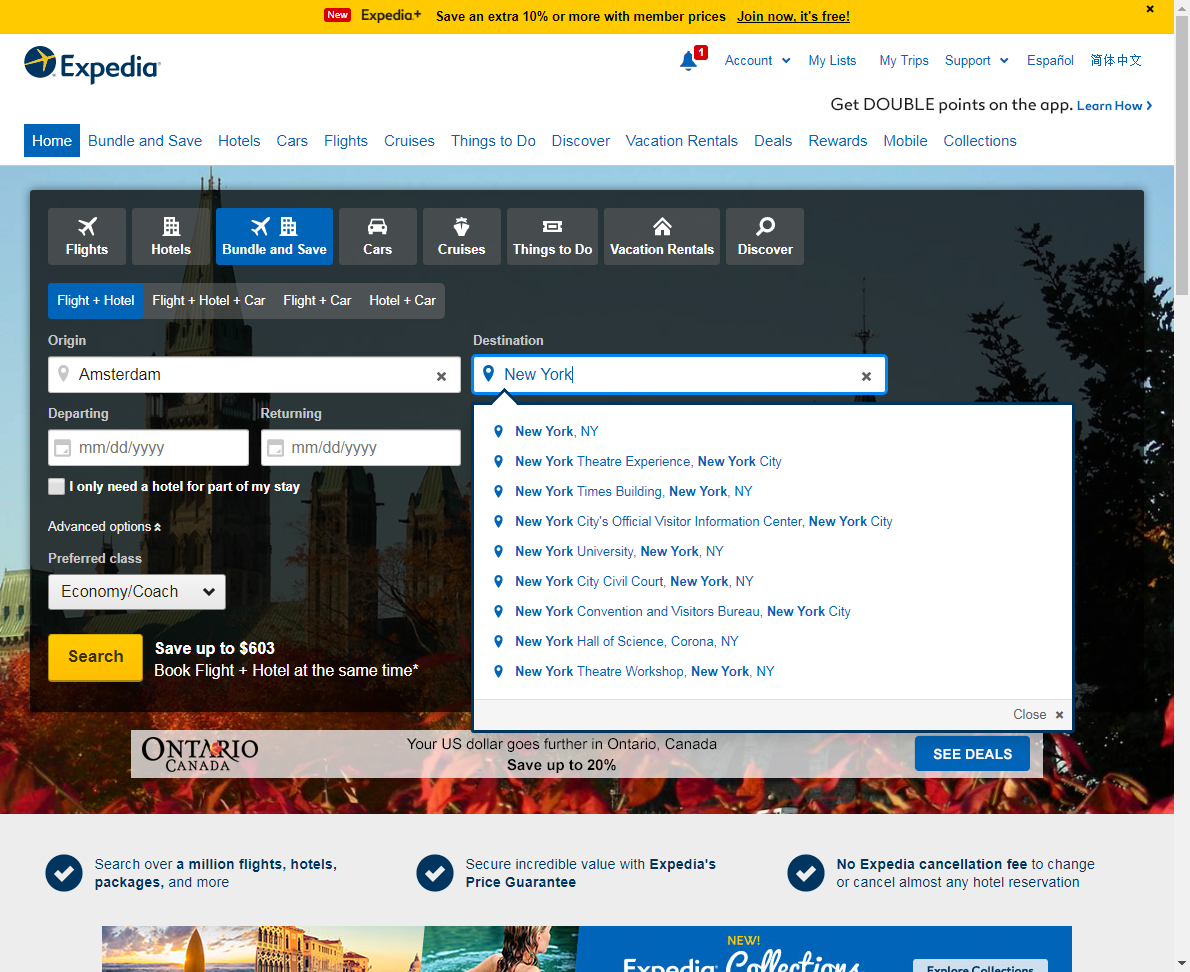 New Expedia+ Save an extra 10% or more with member prices Join now, it's free!
Expedia
1 Account My Lists My Trips Support Español 简体中文
Get DOUBLE points on the app. Learn How
Home Bundle and Save Hotels Cars Flights Cruises Things to Do Discover Vacation Rentals Deals Rewards Mobile Collections
Flights Hotels Bundle and Save Cars Cruises Things to Do Vacation Rentals Discover
Flight + Hotel Flight + Hotel + Car Flight + Car Hotel + Car
Origin Destination
Amsterdam New York
Departing Returning
mm/dd/yyyy mm/dd/yyyy
I only need a hotel for part of my stay
Advanced options
Preferred class
Economy/Coach
Search
Save up to $603
Book Flight + Hotel at the same time*
New York, NY
New York Theatre Experience, New York City
New York Times Building, New York, NY
New York City's Official Visitor Information Center, New York City
New York University, New York, NY
New York City Civil Court, New York, NY
New York Convention and Visitors Bureau, New York City
New York Hall of Science, Corona, NY
New York Theatre Workshop, New York, NY
Close
ONTARIO
CANADA
Your US dollar goes further in Ontario, Canada
Save up to 20%
SEE DEALS
Search over a million flights, hotels,
packages, and more
Secure incredible value with Expedia's
Price Guarantee
No Expedia cancellation fee to change
or cancel almost any hotel reservation
NEW!
Expedia Collections
Explore Collections